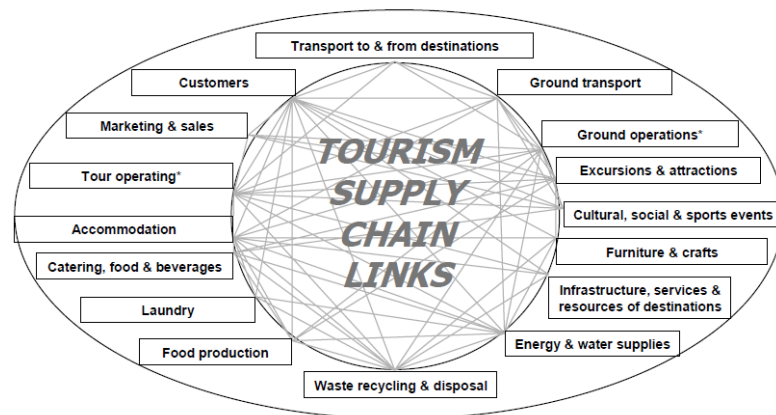 Transport to & from destinations
Customers
Ground transport
Marketing & sales
Ground operations*
Tour operating*
Excursions & attractions
Accommodation
Cultural, social & sports events
Catering, food & beverages
Furniture & crafts
Laundry
Infrastructure, services &
resources of destinations
Food production
Energy & water supplies
Waste recycling & disposal
TOURISM
SUPPLY
CHAIN
LINKS